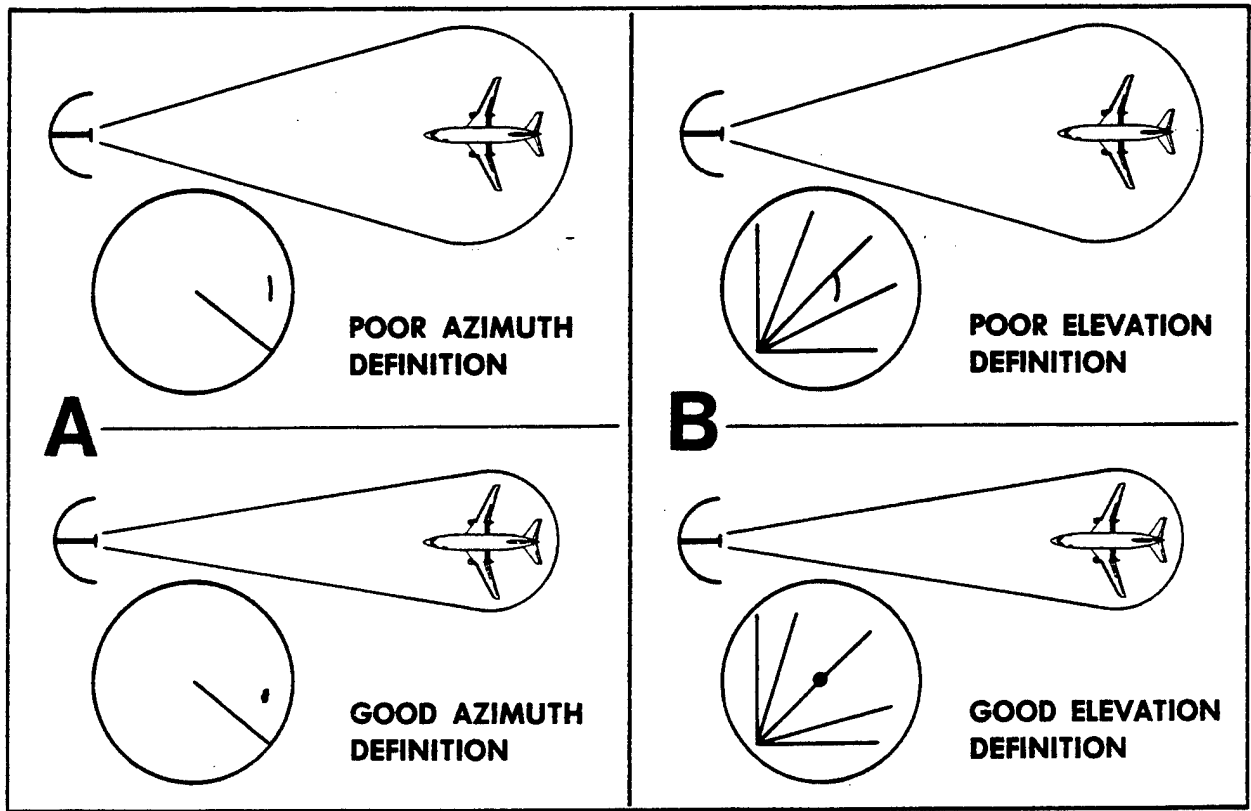 POOR AZIMUTH
DEFINITION
POOR ELEVATION
DEFINITION
A
B
GOOD AZIMUTH
DEFINITION
GOOD ELEVATION
DEFINITION